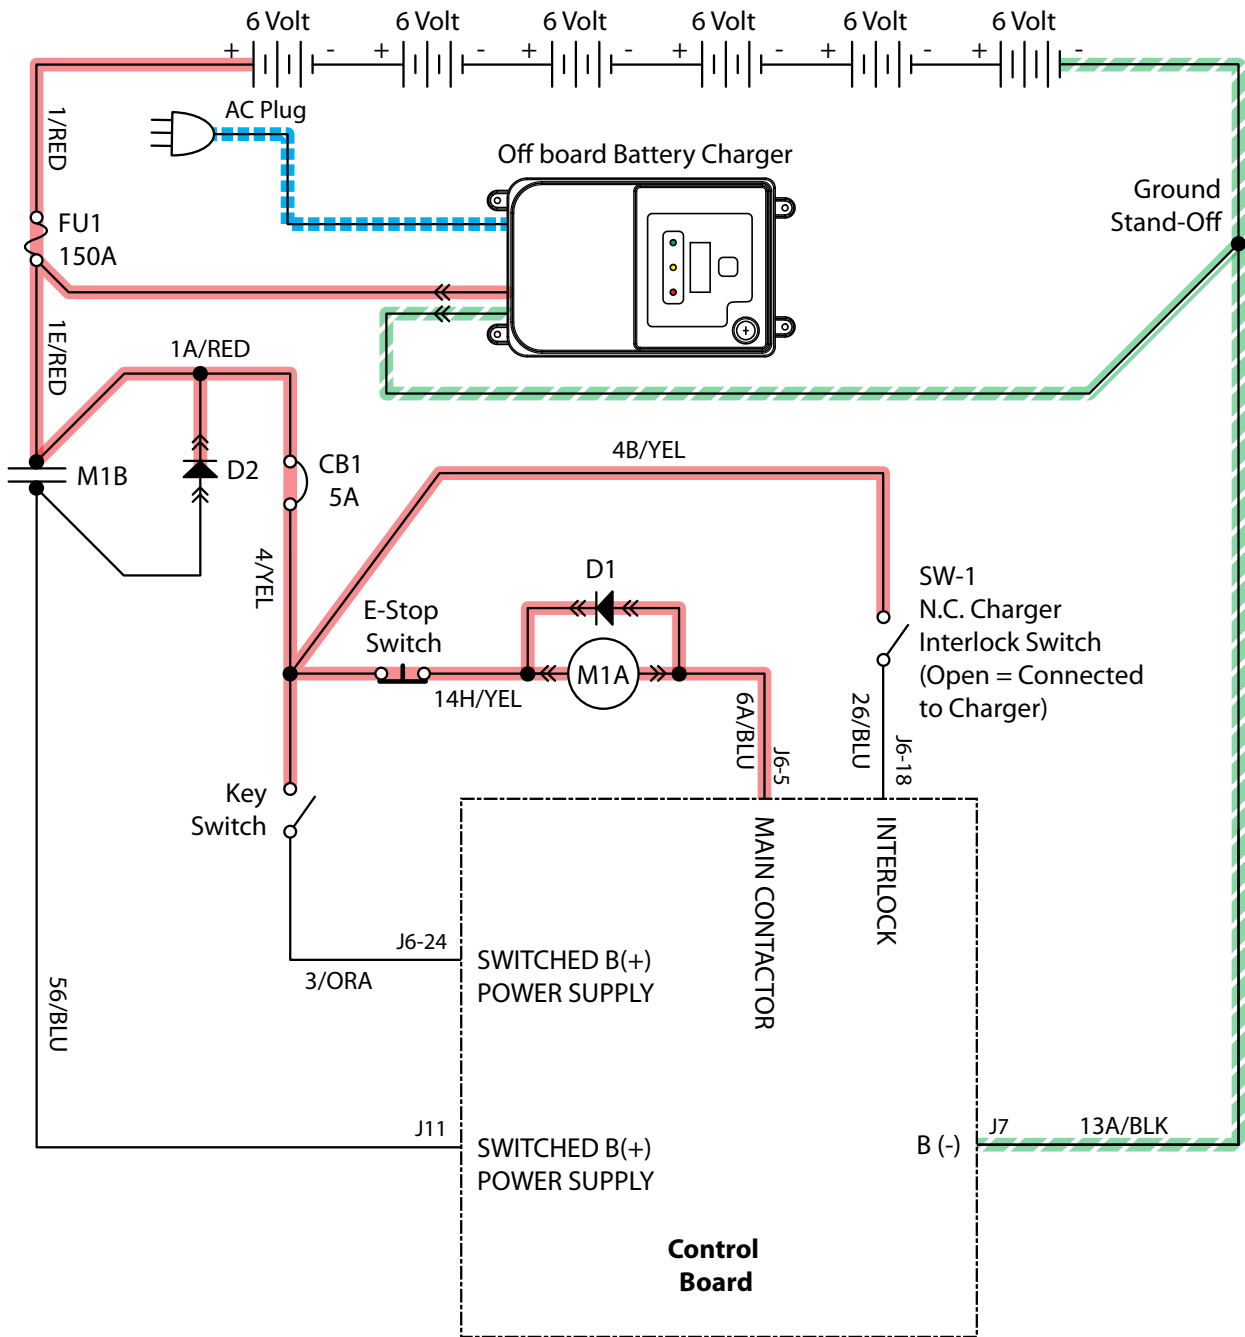 6 Volt 6 Volt 6 Volt 6 Volt 6 Volt 6 Volt
+ - + - + - + - + - + -
1/RED
AC Plug
Off board Battery Charger
Ground
Stand-Off
FU1
150A
1E/RED
1A/RED
M1B
D2
CB1
5A
4B/YEL
4/YEL
D1
E-Stop
Switch
M1A
14H/YEL
SW-1
N.C. Charger
Interlock Switch
(Open = Connected
to Charger)
6A/BLU
J6-5
26/BLU
J6-18
Key
Switch
MAIN CONTACTOR
INTERLOCK
J6-24
3/ORA
SWITCHED B(+)
POWER SUPPLY
56/BLU
J11
SWITCHED B(+)
POWER SUPPLY
B (-)
J7
13A/BLK
Control
Board